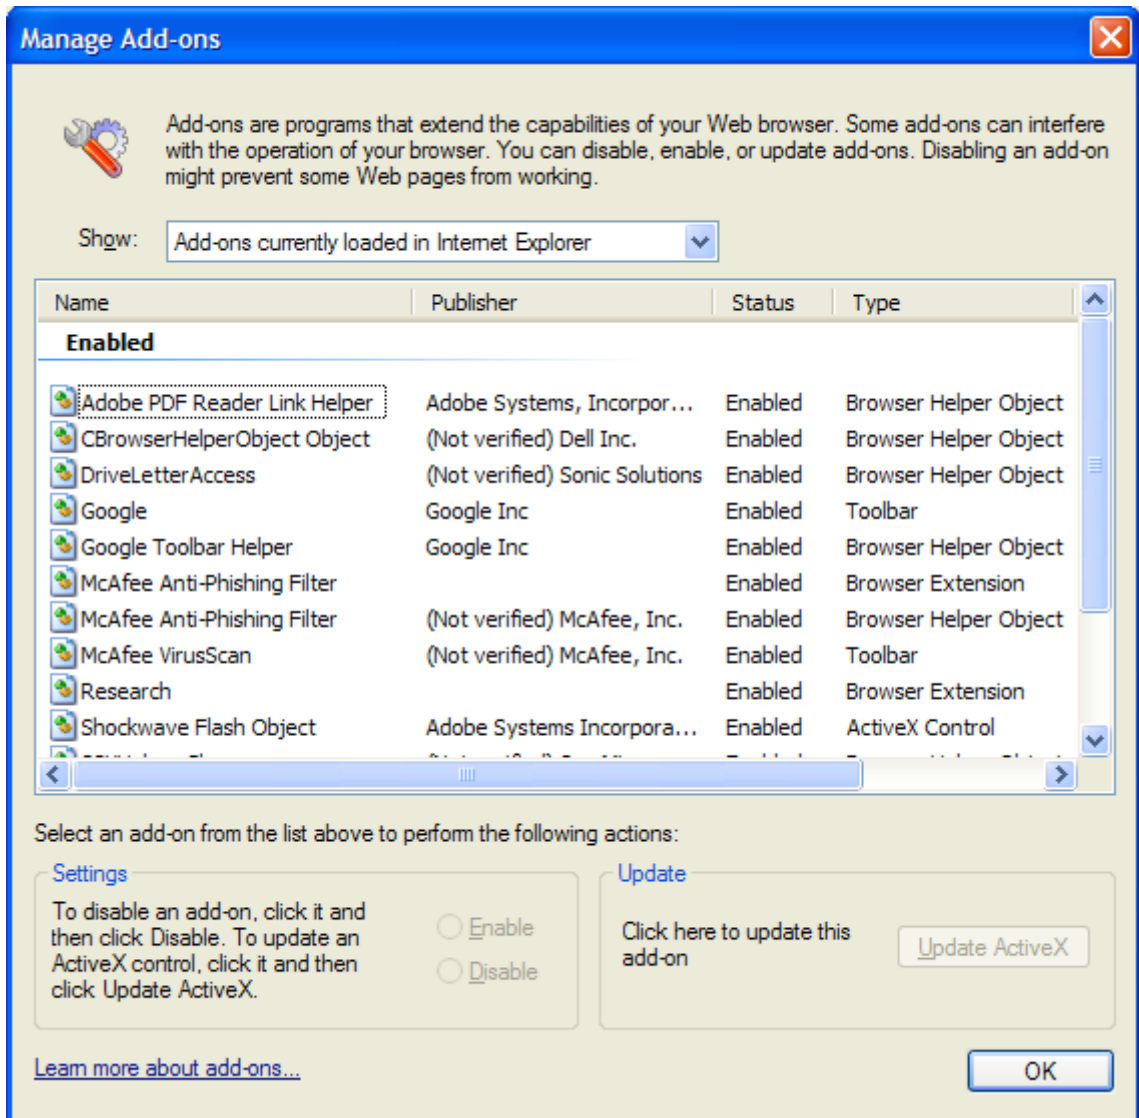 Manage Add-ons
Add-ons are programs that extend the capabilities of your Web browser. Some add-ons can interfere
with the operation of your browser. You can disable, enable, or update add-ons. Disabling an add-on
might prevent some Web pages from working.
Show: Add-ons currently loaded in Internet Explorer
Name Publisher Status Type
Enabled
Adobe PDF Reader Link Helper Adobe Systems, Incorpor... Enabled Browser Helper Object
CBrowserHelperObject Object (Not verified) Dell Inc. Enabled Browser Helper Object
DriveLetterAccess (Not verified) Sonic Solutions Enabled Browser Helper Object
Google Google Inc Enabled Toolbar
Google Toolbar Helper Google Inc Enabled Browser Helper Object
McAfee Anti-Phishing Filter Enabled Browser Extension
McAfee Anti-Phishing Filter (Not verified) McAfee, Inc. Enabled Browser Helper Object
McAfee VirusScan (Not verified) McAfee, Inc. Enabled Toolbar
Research Enabled Browser Extension
Shockwave Flash Object Adobe Systems Incorpora... Enabled ActiveX Control
Select an add-on from the list above to perform the following actions:
Settings
To disable an add-on, click it and
then click Disable. To update an
ActiveX control, click it and then
click Update ActiveX.
Enable
Disable
Update
Click here to update this
add-on
Update ActiveX
Learn more about add-ons...
OK